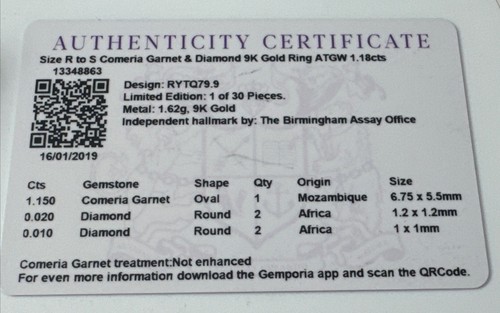 AUTHENTICITY CERTIFICATE
Size R to S Comeria Garnet & Diamond 9K Gold Ring ATGW 1.18cts
13348863
Design: RYTQ79.9
Limited Edition: 1 of 30 Pieces.
Metal: 1.62g, 9K Gold
Independent hallmark by: The Birmingham Assay Office
16/01/2019
Cts Gemstone Shape Qty Origin Size
1.150 Comeria Garnet Oval 1 Mozambique 6.75 x 5.5mm
0.020 Diamond Round 2 Africa 1.2 x 1.2mm
0.010 Diamond Round 2 Africa 1 x 1mm
Comeria Garnet treatment:Not enhanced
For even more information download the Gemporia app and scan the QRCode.